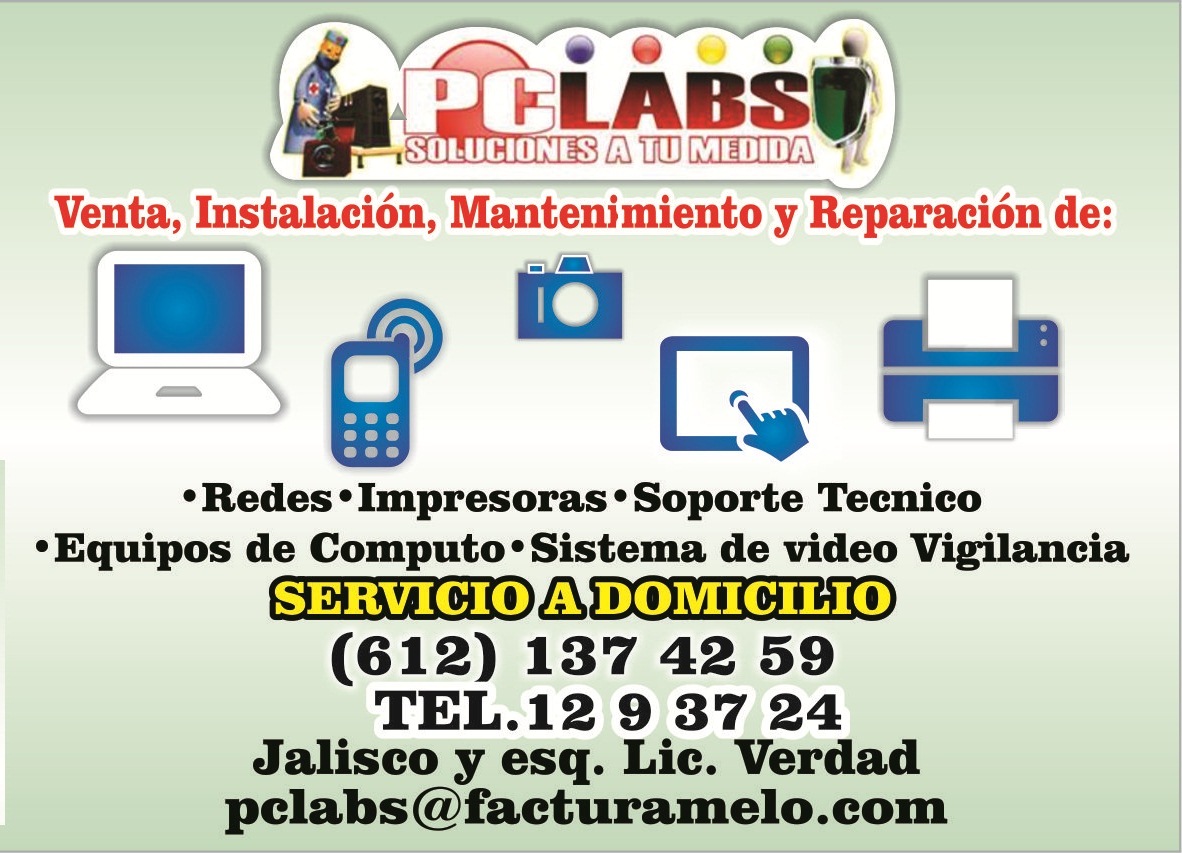 PCLABS
SOLUCIONES A TU MEDIDA
Venta, Instalación, Mantenimiento y Reparación de:
•Redes•Impresoras•Soporte Tecnico
•Equipos de Computo•Sistema de video Vigilancia
SERVICIO A DOMICILIO
(612) 137 42 59
TEL.12 9 37 24
Jalisco y esq. Lic. Verdad
pclabs@facturamelo.com